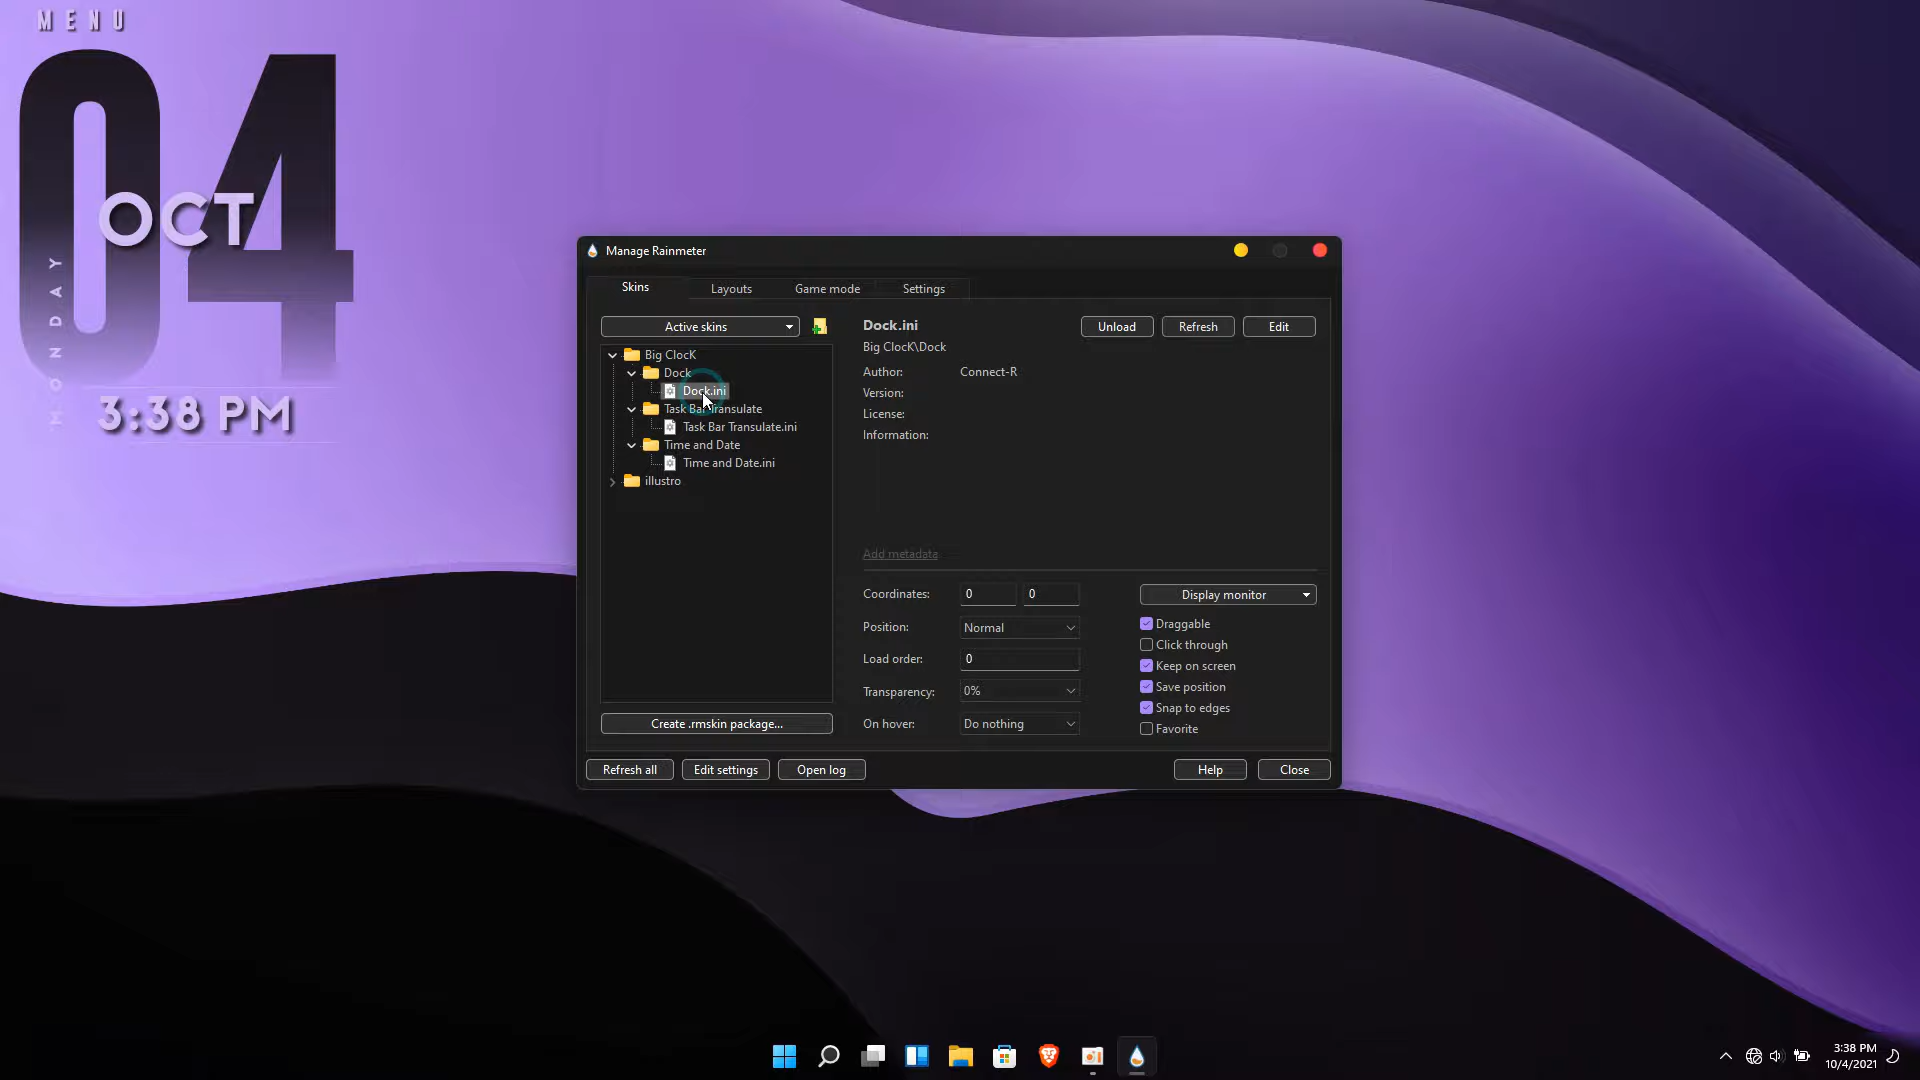 MENU
04
OCT
MONDAY
3:38 PM
Manage Rainmeter
Skins
Layouts
Game mode
Settings
Active skins
Big ClocK
Dock
Dock.ini
Task Bar Transulate
Task Bar Transulate.ini
Time and Date
Time and Date.ini
illustro
Create .rmskin package...
Dock.ini
Unload
Refresh
Edit
Big ClocK\Dock
Author: Connect-R
Version:
License:
Information:
Add metadata
Coordinates: 0 0
Position: Normal
Load order: 0
Transparency: 0%
On hover: Do nothing
Display monitor
Draggable
Click through
Keep on screen
Save position
Snap to edges
Favorite
Refresh all
Edit settings
Open log
Help
Close
3:38 PM
10/4/2021